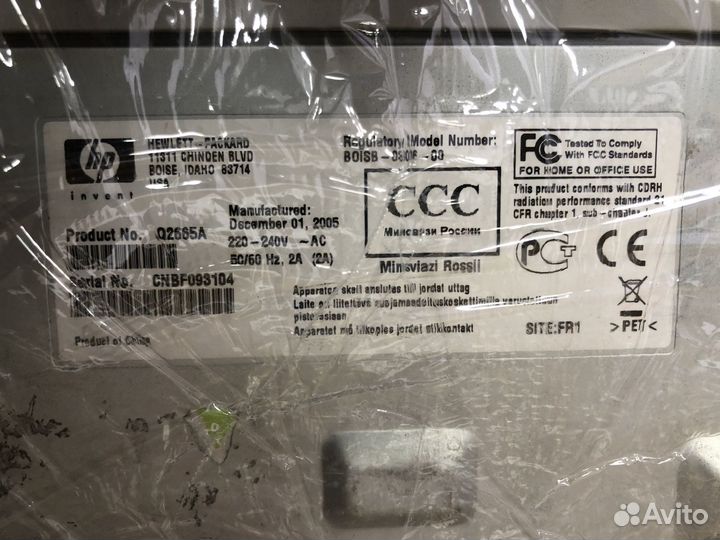 hp
invent
HEWLETT-PACKARD
11311 CHINDEN BLVD
BOISE, IDAHO 83714
USA
Regulatory Model Number:
FC
Tested To Comply
With FCC Standards
FOR HOME OR OFFICE USE
This product conforms with CDRH
radiation performance standard 21
CFR chapter 1, sub-chapter
Manufactured:
December 01, 2005
220-240V ~ AC
50/60 Hz, 2A (2A)
Product No. Q2665A
Serial No. CNBF093104
Product of China
CCC
Минсвязи России
Minsviazi Rossii
РСТ
CE
Apparaten skall anslutas till jordat uttag
Laite on liitettävä suojamaadoituskoskettimilla varustettuun
pistorasiaan
Apparatet må tilkoples jordet stikkontakt
SITE:FR1
>PET<
Avito